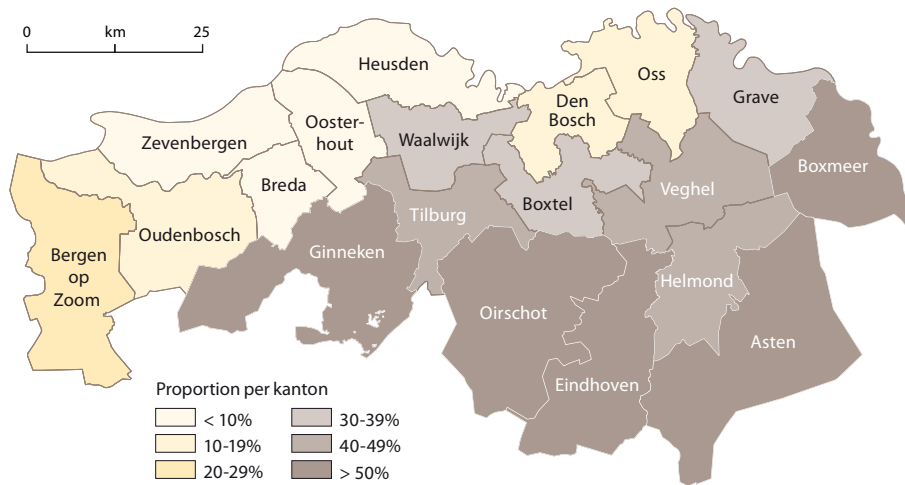 0 km 25
Heusden
Oss
Den
Bosch
Grave
Ooster-
hout
Waalwijk
Zevenbergen
Boxmeer
Breda
Veghel
Boxtel
Tilburg
Oudenbosch
Ginneken
Bergen
op
Zoom
Helmond
Oirschot
Asten
Eindhoven
Proportion per kanton
< 10%
10-19%
20-29%
30-39%
40-49%
> 50%